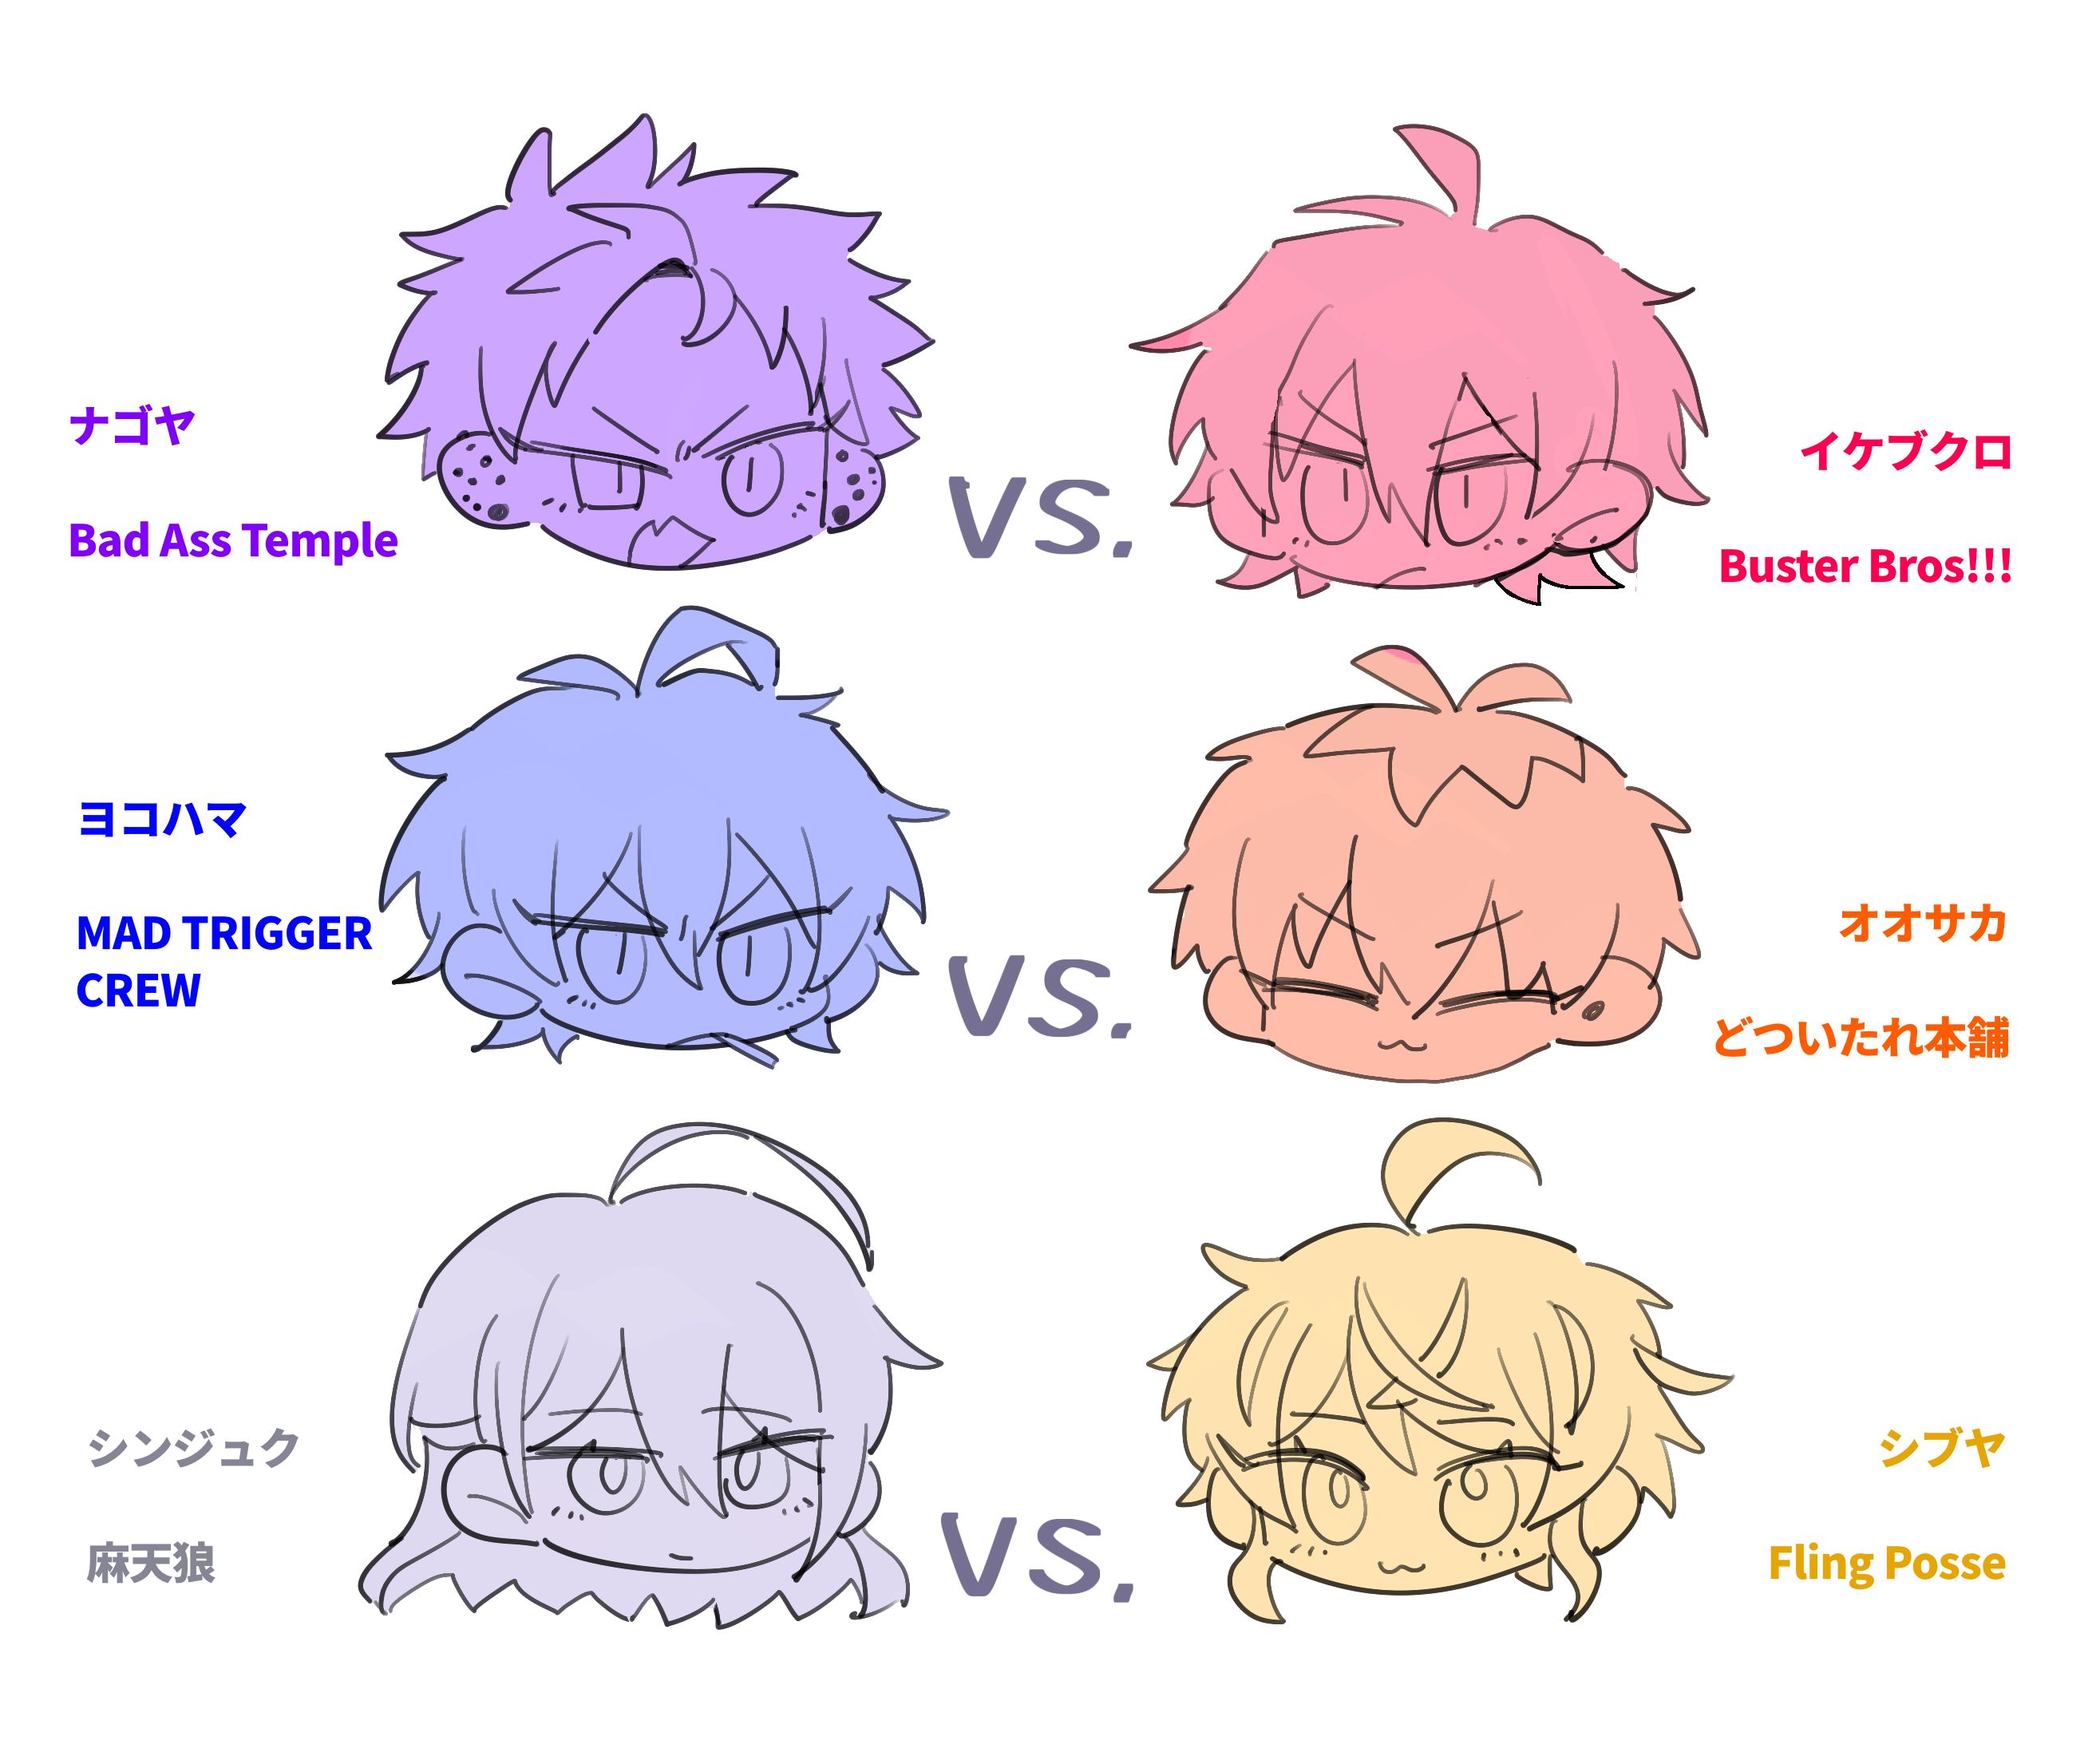 ナゴヤ
Bad Ass Temple
vs.
イケブクロ
Buster Bros!!!
ヨコハマ
MAD TRIGGER
CREW
vs.
オオサカ
どついたれ本舗
シンジュク
麻天狼
vs.
シブヤ
Fling Posse